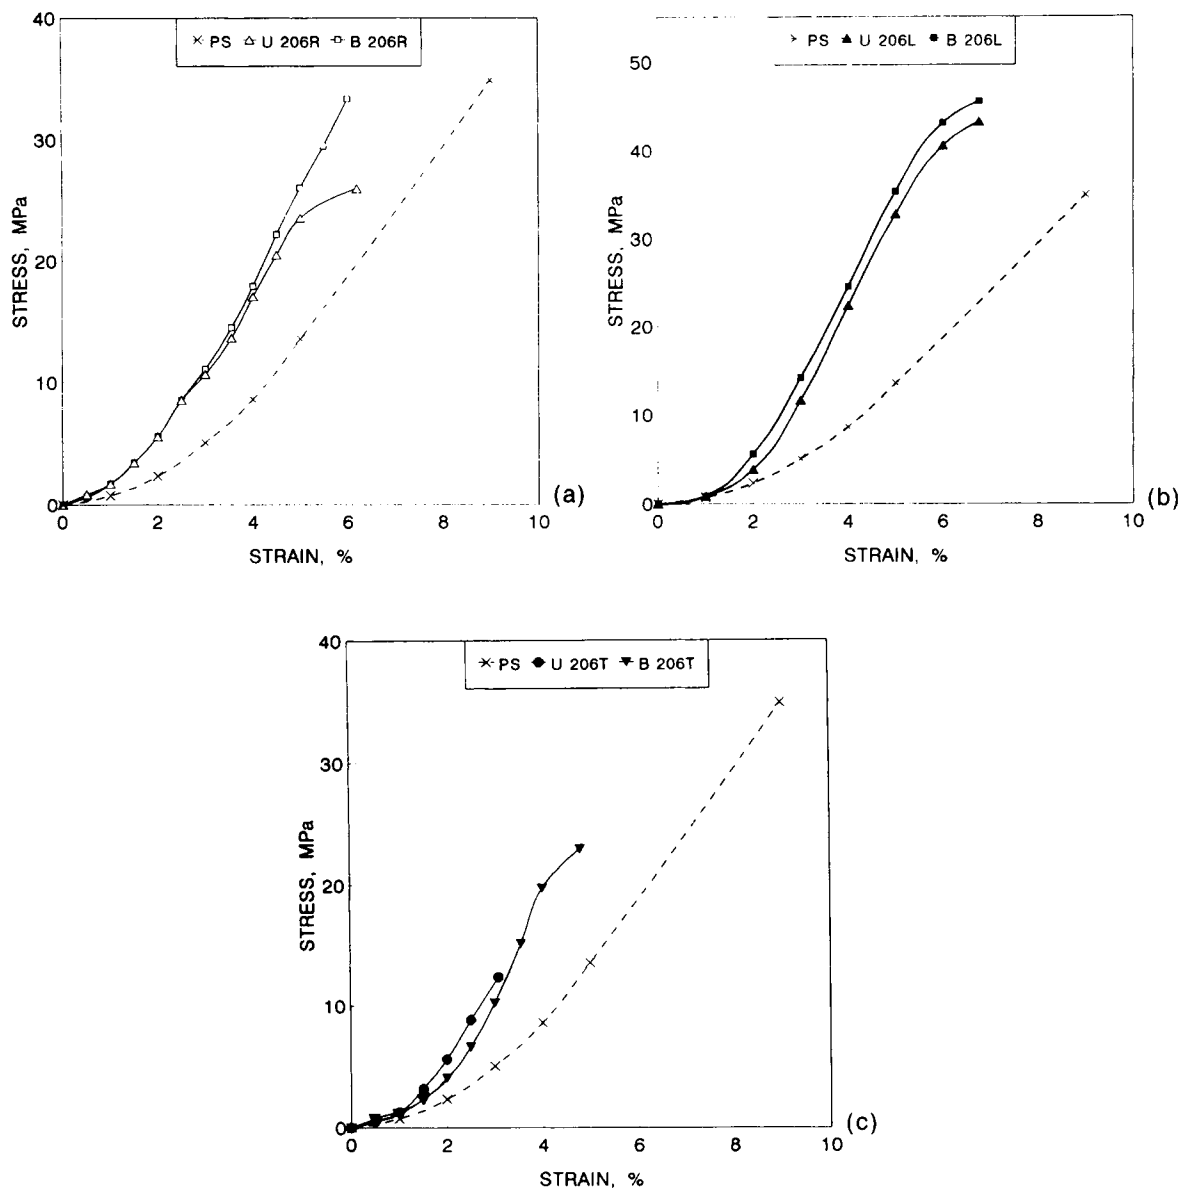 40
30
20
10
0
0 2 4 6 8 10
STRESS, MPa
STRAIN, %
PS U 206R B 206R
(a)
50
40
30
20
10
0
0 2 4 6 8 10
STRESS, MPa
STRAIN, %
PS U 206L B 206L
(b)
40
30
20
10
0
0 2 4 6 8 10
STRESS, MPa
STRAIN, %
PS U 206T B 206T
(c)